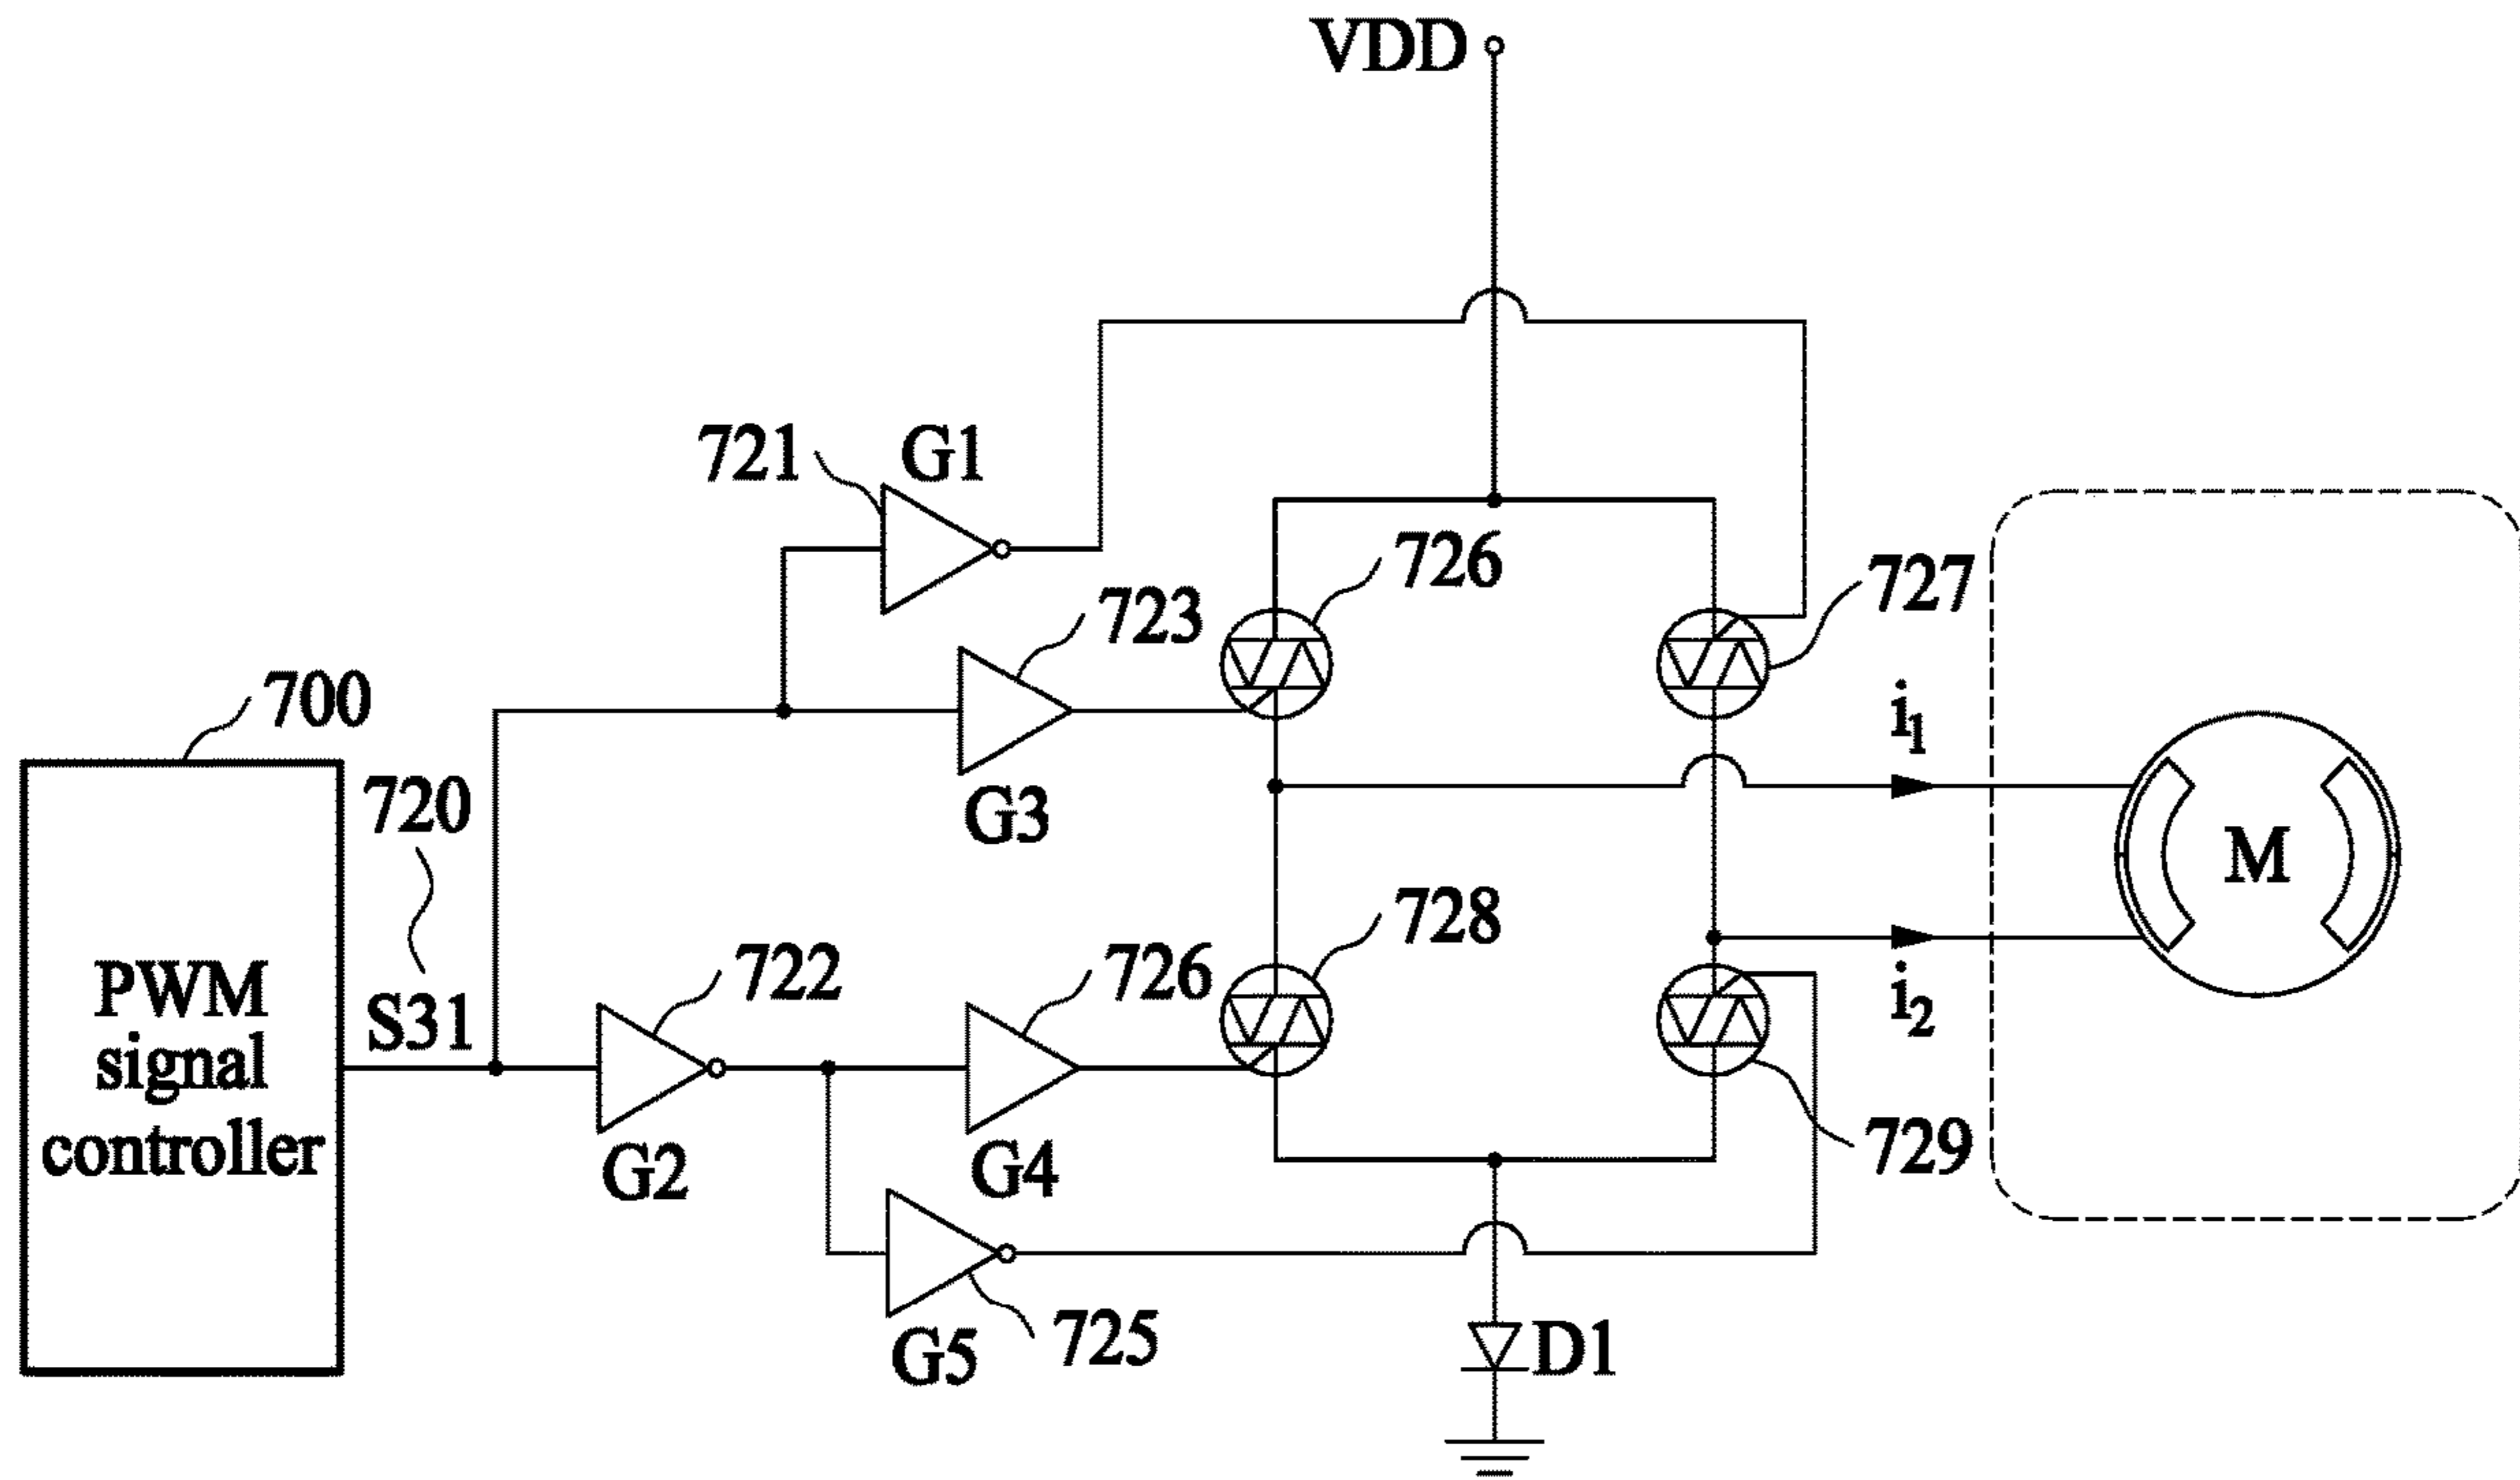 VDD
721
G1
726
723
727
700
i1
720
G3
M
728
722
726
i2
PWM
signal
controller
S31
G2
G4
729
G5
725
D1